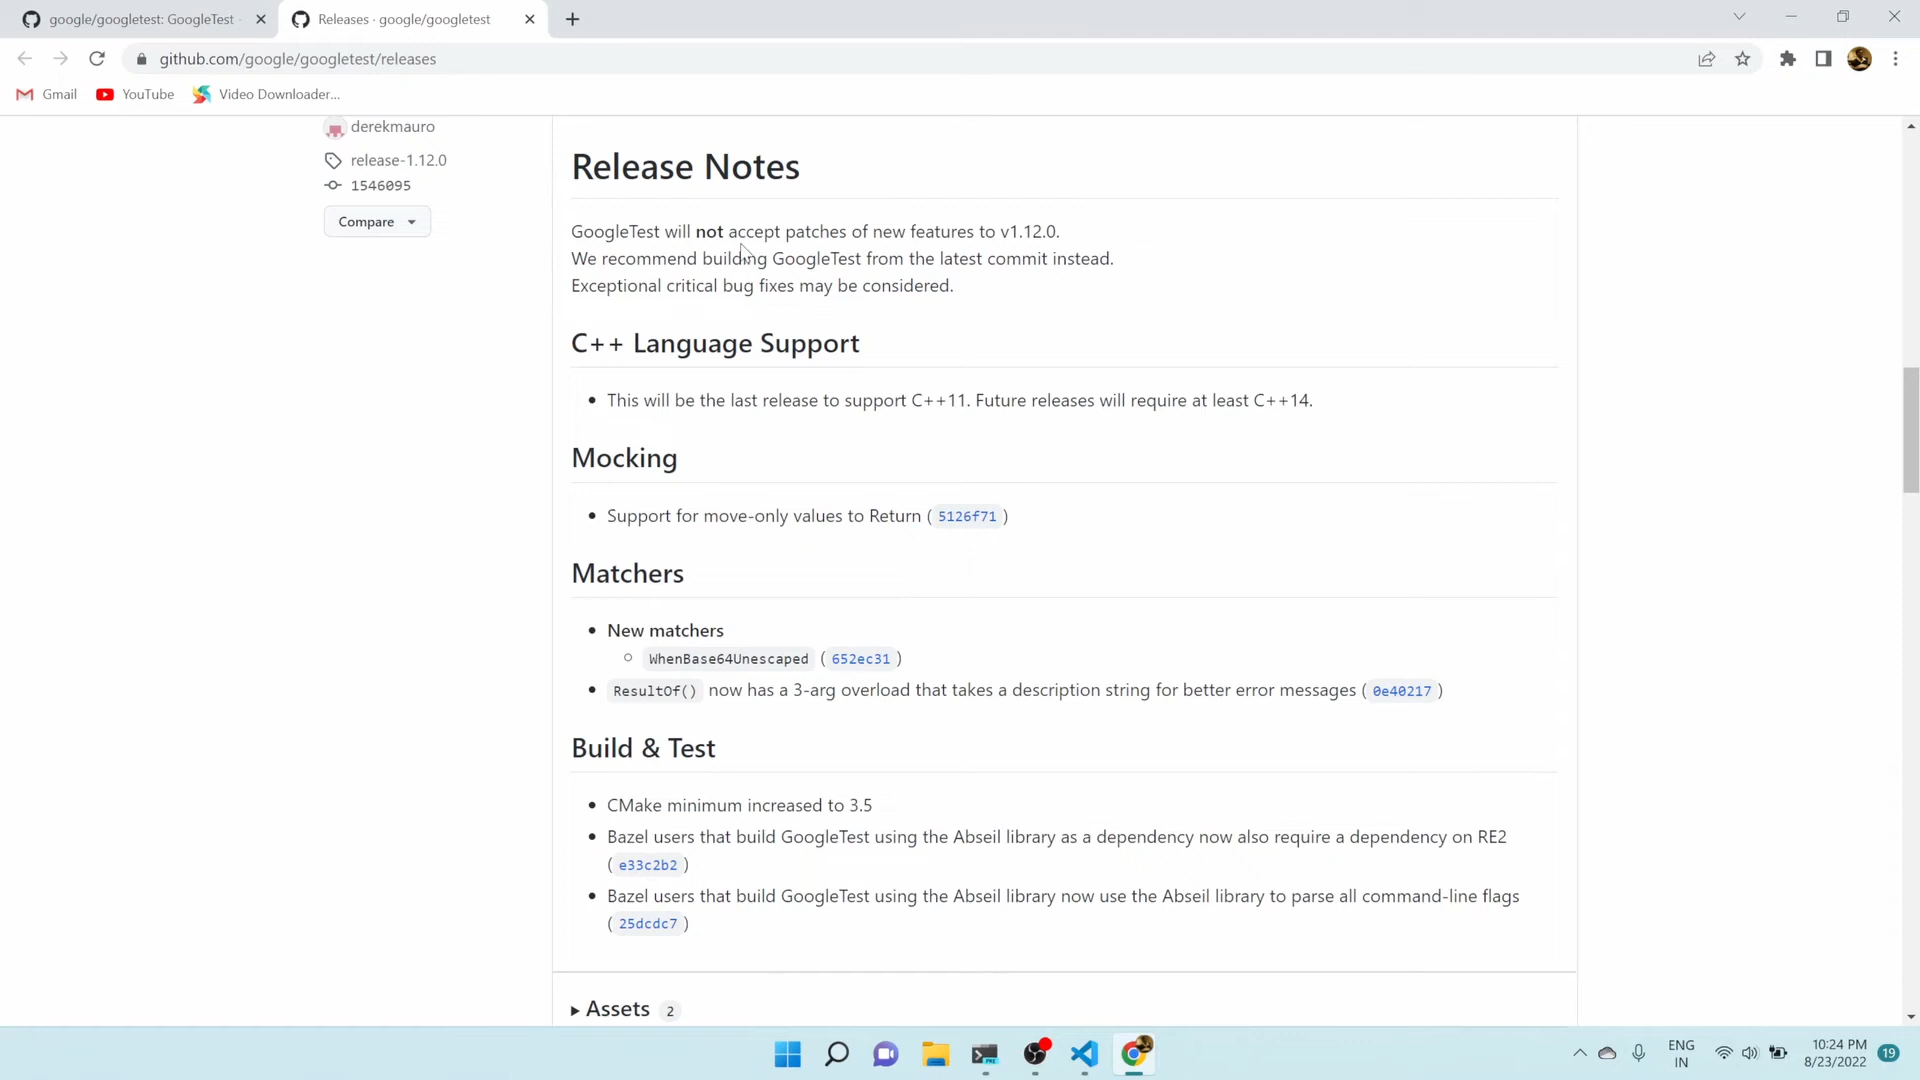 google/googletest: GoogleTest -
Releases · google/googletest
github.com/google/googletest/releases
Gmail
YouTube
Video Downloader...
derekmauro
release-1.12.0
1546095
Compare
Release Notes
GoogleTest will not accept patches of new features to v1.12.0.
We recommend building GoogleTest from the latest commit instead.
Exceptional critical bug fixes may be considered.
C++ Language Support
This will be the last release to support C++11. Future releases will require at least C++14.
Mocking
Support for move-only values to Return ( 5126f71 )
Matchers
New matchers
WhenBase64Unescaped ( 652ec31 )
ResultOf() now has a 3-arg overload that takes a description string for better error messages ( 0e40217 )
Build & Test
CMake minimum increased to 3.5
Bazel users that build GoogleTest using the Abseil library as a dependency now also require a dependency on RE2
( e33c2b2 )
Bazel users that build GoogleTest using the Abseil library now use the Abseil library to parse all command-line flags
( 25dcdc7 )
Assets 2
ENG
IN
10:24 PM
8/23/2022
19